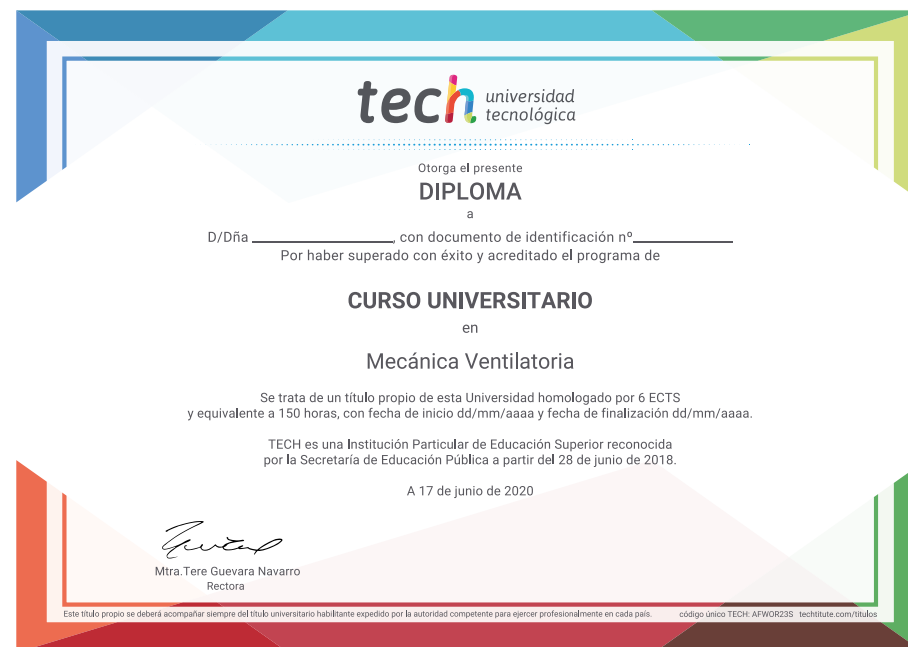 tech universidad
tecnológica
Otorga el presente
DIPLOMA
a
D/Dña ____________________, con documento de identificación nº______________
Por haber superado con éxito y acreditado el programa de
CURSO UNIVERSITARIO
en
Mecánica Ventilatoria
Se trata de un título propio de esta Universidad homologado por 6 ECTS
y equivalente a 150 horas, con fecha de inicio dd/mm/aaaa y fecha de finalización dd/mm/aaaa.
TECH es una Institución Particular de Educación Superior reconocida
por la Secretaría de Educación Pública a partir del 28 de junio de 2018.
A 17 de junio de 2020
Mtra.Tere Guevara Navarro
Rectora
Este título propio se deberá acompañar siempre del título universitario habilitante expedido por la autoridad competente para ejercer profesionalmente en cada país. código único TECH: AFWOR23S techtitute.com/títulos